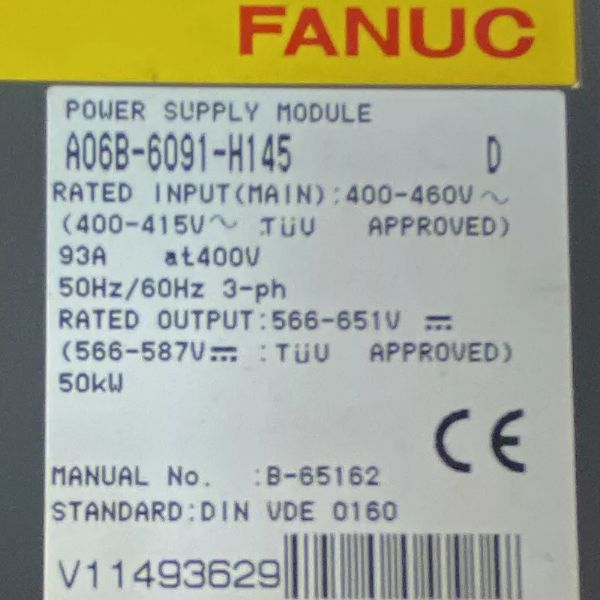 FANUC
POWER SUPPLY MODULE
A06B-6091-H145 D
RATED INPUT(MAIN):400-460V～
(400-415V～ :TüV APPROVED)
93A at400V
50Hz/60Hz 3-ph
RATED OUTPUT:566-651V ⎓
(566-587V⎓ :TüV APPROVED)
50kW
CE
MANUAL No. :B-65162
STANDARD:DIN VDE 0160
V11493629